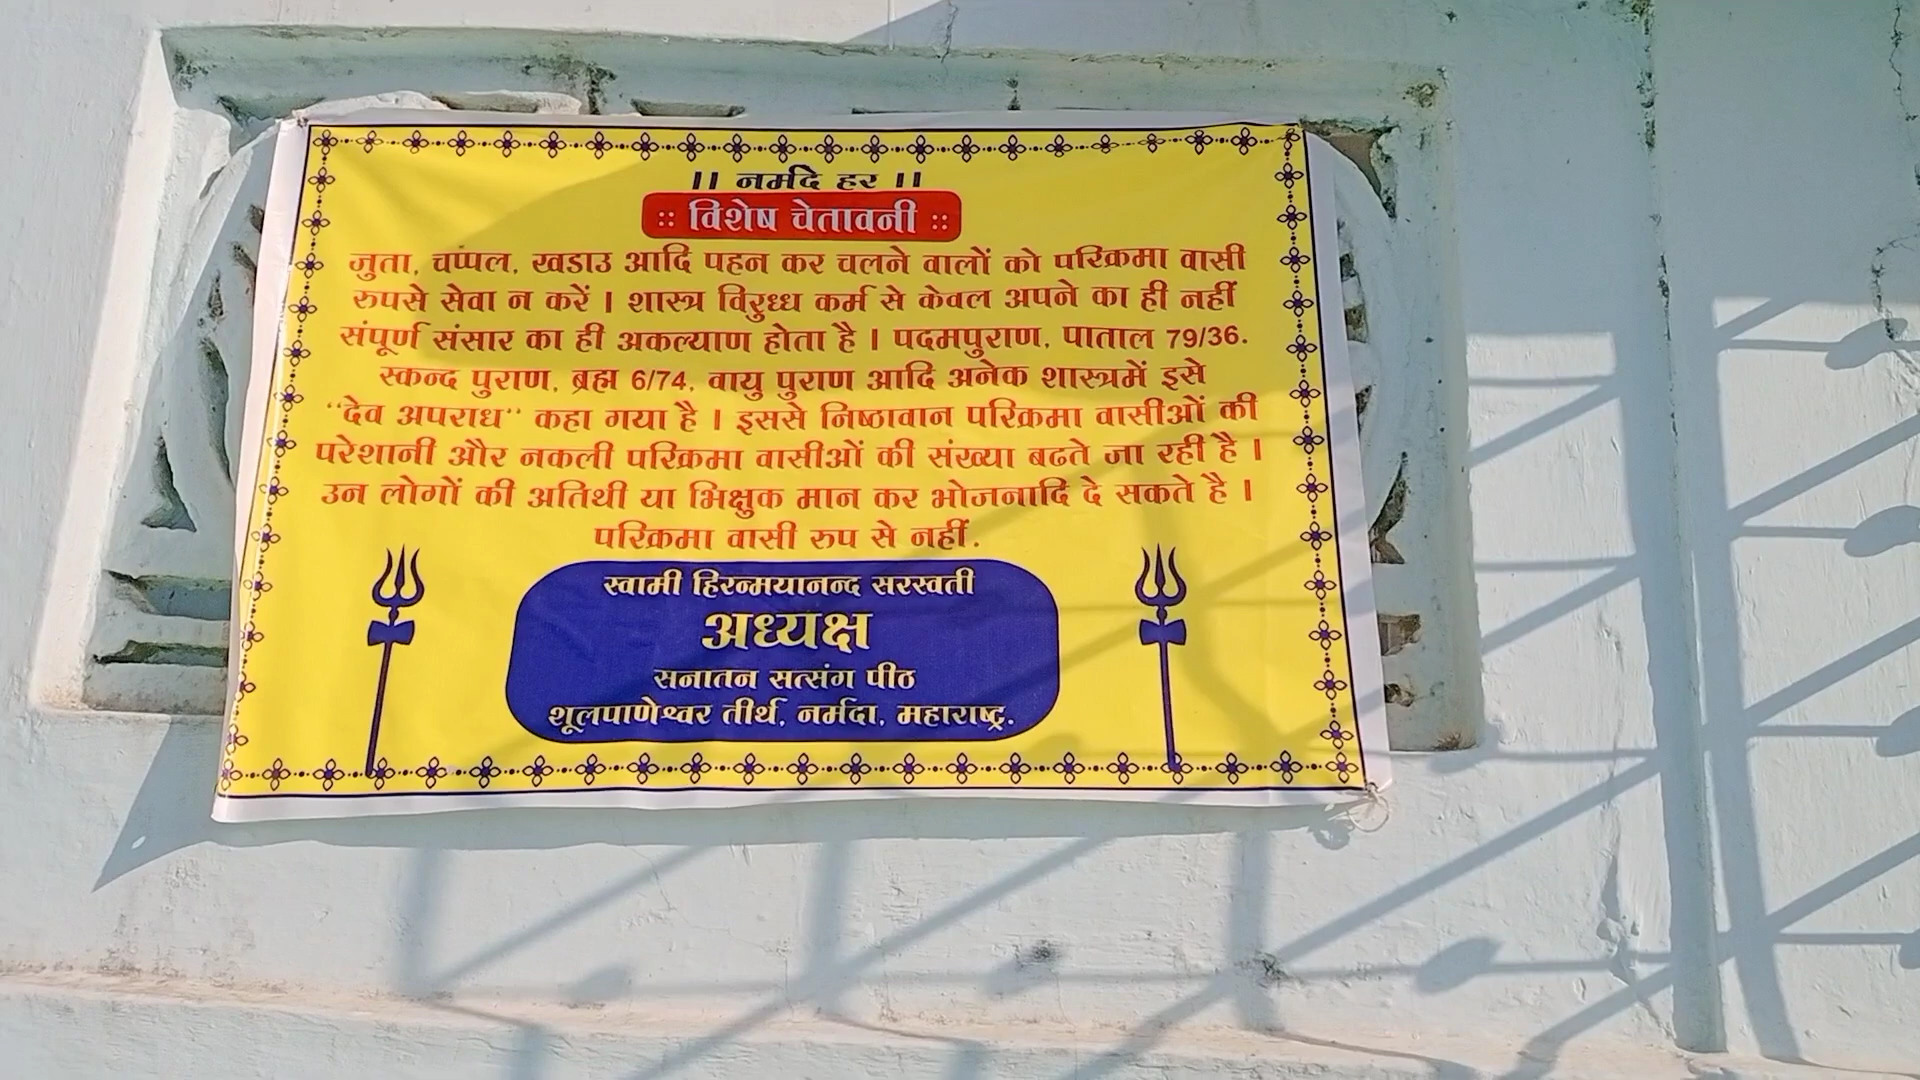 ।। नर्मदे हर ।।
:: विशेष चेतावनी ::
जुता, चप्पल, खडाउ आदि पहन कर चलने वालों को परिक्रमा वासी
रुपसे सेवा न करें । शास्त्र विरुध्ध कर्म से केवल अपने का ही नहीं
संपूर्ण संसार का ही अकल्याण होता है । पदमपुराण, पाताल 79/36.
स्कन्द पुराण, ब्रह्म 6/74, वायु पुराण आदि अनेक शास्त्रमें इसे
"देव अपराध" कहा गया है । इससे निष्ठावान परिक्रमा वासीओं की
परेशानी और नकली परिक्रमा वासीओं की संख्या बढते जा रही है ।
उन लोगों की अतिथी या भिक्षुक मान कर भोजनादि दे सकते है ।
परिक्रमा वासी रुप से नहीं.
स्वामी हिरन्मयानन्द सरस्वती
अध्यक्ष
सनातन सत्संग पीठ
शूलपाणेश्वर तीर्थ, नर्मदा, महाराष्ट्र.